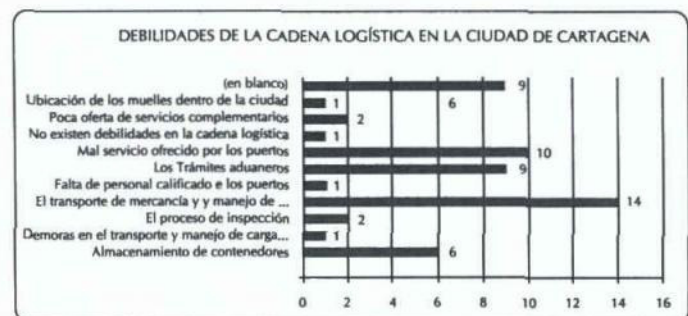 DEBILIDADES DE LA CADENA LOGÍSTICA EN LA CIUDAD DE CARTAGENA
(en blanco) 9
Ubicación de los muelles dentro de la ciudad 1 6
Poca oferta de servicios complementarios 2
No existen debilidades en la cadena logística 1
Mal servicio ofrecido por los puertos 10
Los Trámites aduaneros 9
Falta de personal calificado e los puertos 1
El transporte de mercancía y y manejo de ... 14
El proceso de inspección 2
Demoras en el transporte y manejo de carga... 1
Almacenamiento de contenedores 6
0 2 4 6 8 10 12 14 16